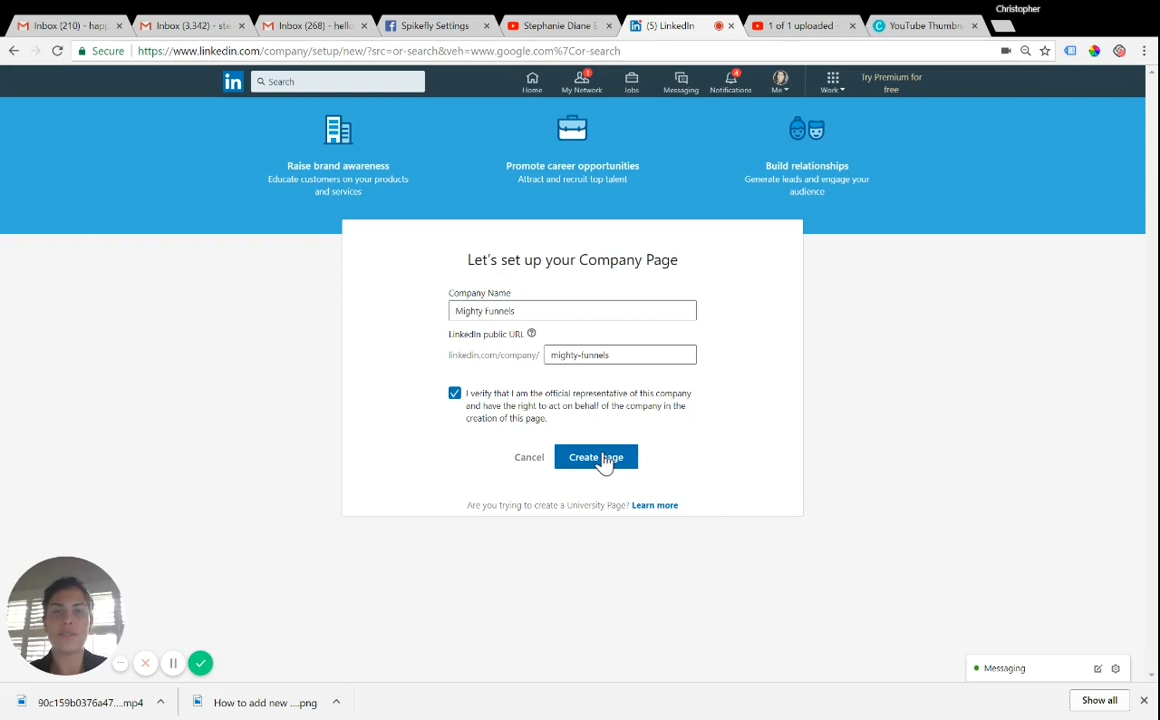 Christopher
Inbox (210) - happ
Inbox (3,342) - ste
Inbox (268) - hello
Spikefly Settings
Stephanie Diane E
(5) LinkedIn
1 of 1 uploaded -
YouTube Thumbn
Secure
https://www.linkedin.com/company/setup/new/?src=or-search&veh=www.google.com%7Cor-search
in
Search
Home
My Network
Jobs
Messaging
Notifications
Me
Work
Try Premium for
free
Raise brand awareness
Educate customers on your products
and services
Promote career opportunities
Attract and recruit top talent
Build relationships
Generate leads and engage your
audience
Let's set up your Company Page
Company Name
Mighty Funnels
LinkedIn public URL
linkedin.com/company/
mighty-funnels
I verify that I am the official representative of this company
and have the right to act on behalf of the company in the
creation of this page.
Cancel
Create page
Are you trying to create a University Page? Learn more
Messaging
90c159b0376a47....mp4
How to add new ....png
Show all